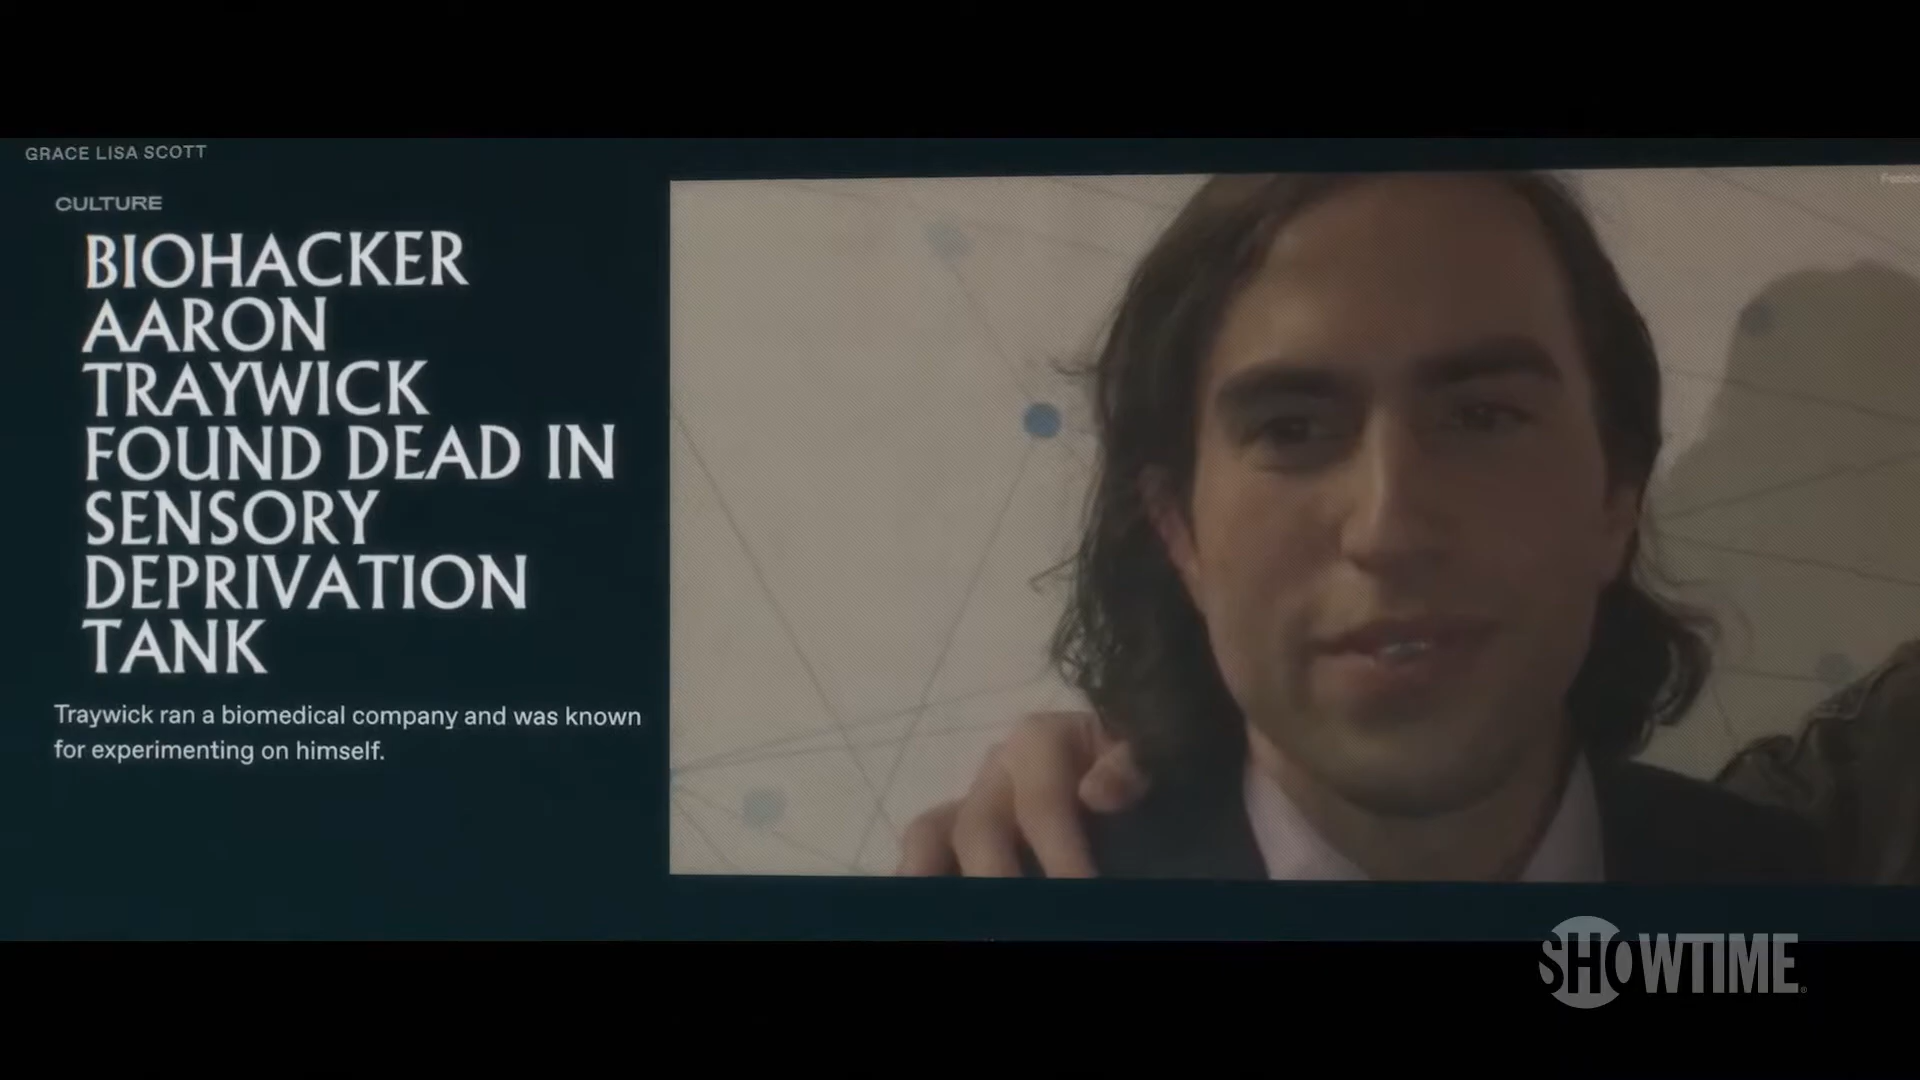 GRACE LISA SCOTT
CULTURE
BIOHACKER
AARON
TRAYWICK
FOUND DEAD IN
SENSORY
DEPRIVATION
TANK
Traywick ran a biomedical company and was known
for experimenting on himself.
SHOWTIME